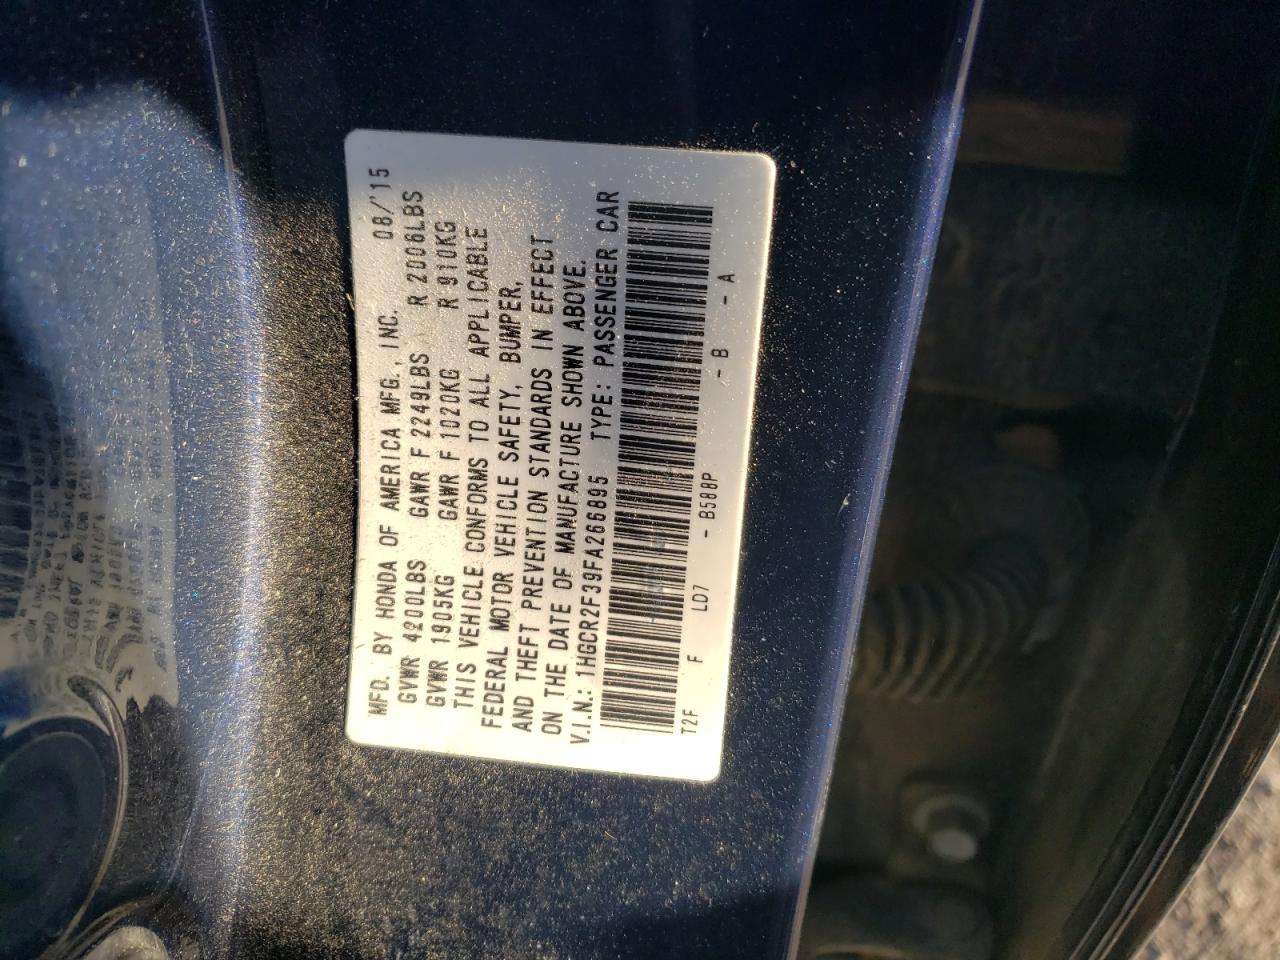 MFD. BY HONDA OF AMERICA MFG., INC. 08/'15
GVWR 4200LBS GAWR F 2249LBS R 2006LBS
GVWR 1905KG GAWR F 1020KG R 910KG
THIS VEHICLE CONFORMS TO ALL APPLICABLE
FEDERAL MOTOR VEHICLE SAFETY, BUMPER,
AND THEFT PREVENTION STANDARDS IN EFFECT
ON THE DATE OF MANUFACTURE SHOWN ABOVE.
V.I.N.: 1HGCR2F39FA266895 TYPE: PASSENGER CAR
T2F F LD7 - B588P - B - A